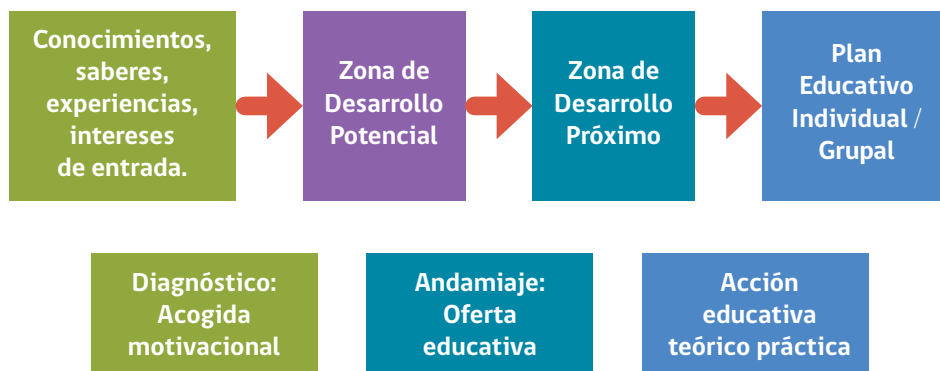 Conocimientos,
saberes,
experiencias,
intereses
de entrada.
Zona de
Desarrollo
Potencial
Zona de
Desarrollo
Próximo
Plan
Educativo
Individual /
Grupal
Diagnóstico:
Acogida
motivacional
Andamiaje:
Oferta
educativa
Acción
educativa
teórico práctica